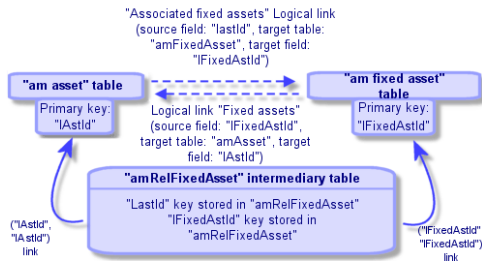 "Associated fixed assets" Logical link
(source field: "lastId", target table:
"amFixedAsset", target field:
"lFixedAstId")
"am asset" table
Primary key:
"lAstId"
"am fixed asset"
table
Primary key:
"lFixedAstId"
Logical link "Fixed assets"
(source field: "lFixedAstId",
target table: "amAsset", target
field: "lAstId")
"amRelFixedAsset" intermediary table
"LastId" key stored in "amRelFixedAsset"
"lFixedAstId" key stored in
"amRelFixedAsset"
("lAstId",
"lAstId")
link
("lFixedAstId"
"lFixedAstId")
link